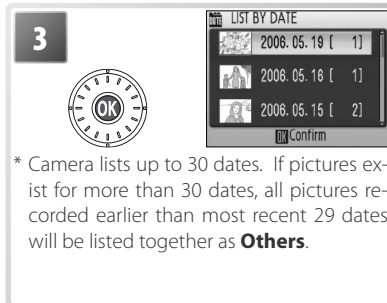 3
LIST BY DATE
DATE
2006. 05. 19 [ 1]
2006. 05. 16 [ 1]
2006. 05. 15 [ 2]
OK Confirm
OK
* Camera lists up to 30 dates. If pictures ex-
ist for more than 30 dates, all pictures re-
corded earlier than most recent 29 dates
will be listed together as Others.